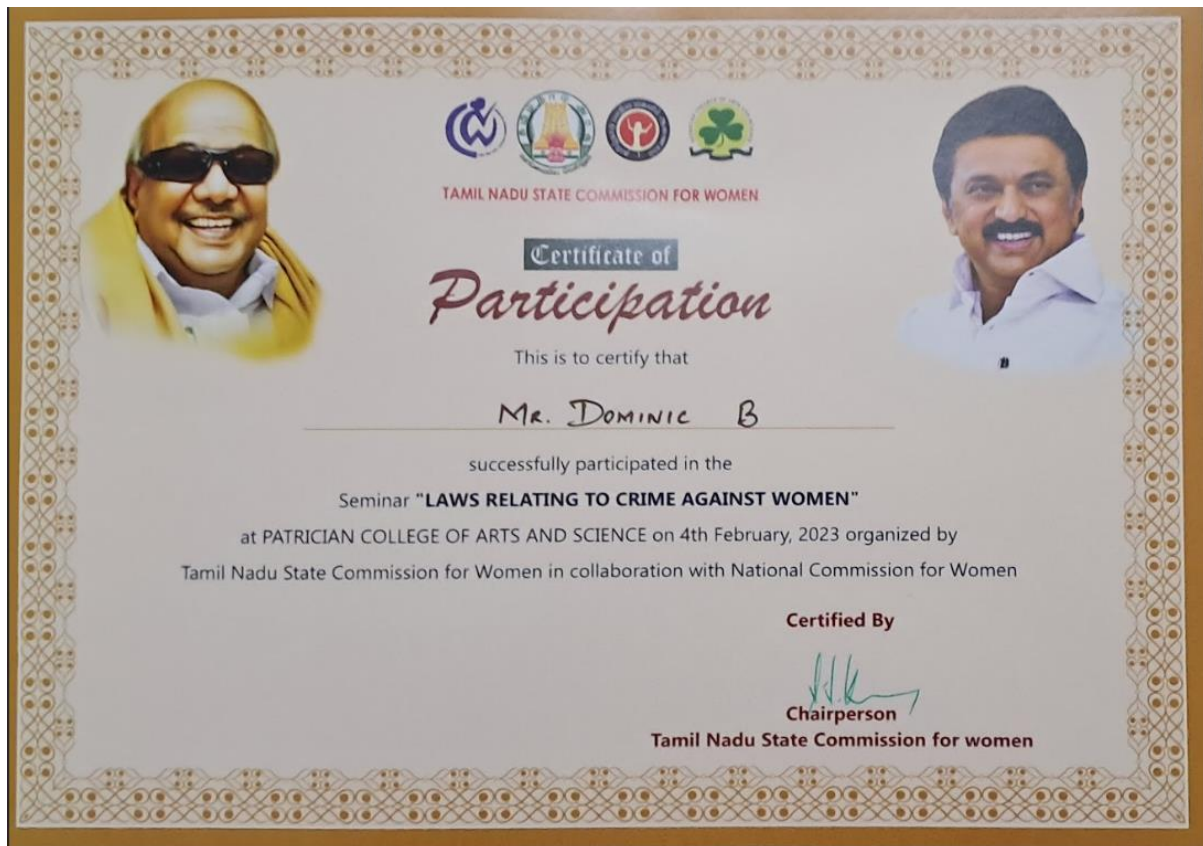 TAMIL NADU STATE COMMISSION FOR WOMEN
Certificate of
Participation
This is to certify that
MR. DOMINIC B
successfully participated in the
Seminar "LAWS RELATING TO CRIME AGAINST WOMEN"
at PATRICIAN COLLEGE OF ARTS AND SCIENCE on 4th February, 2023 organized by
Tamil Nadu State Commission for Women in collaboration with National Commission for Women
Certified By
Chairperson
Tamil Nadu State Commission for women